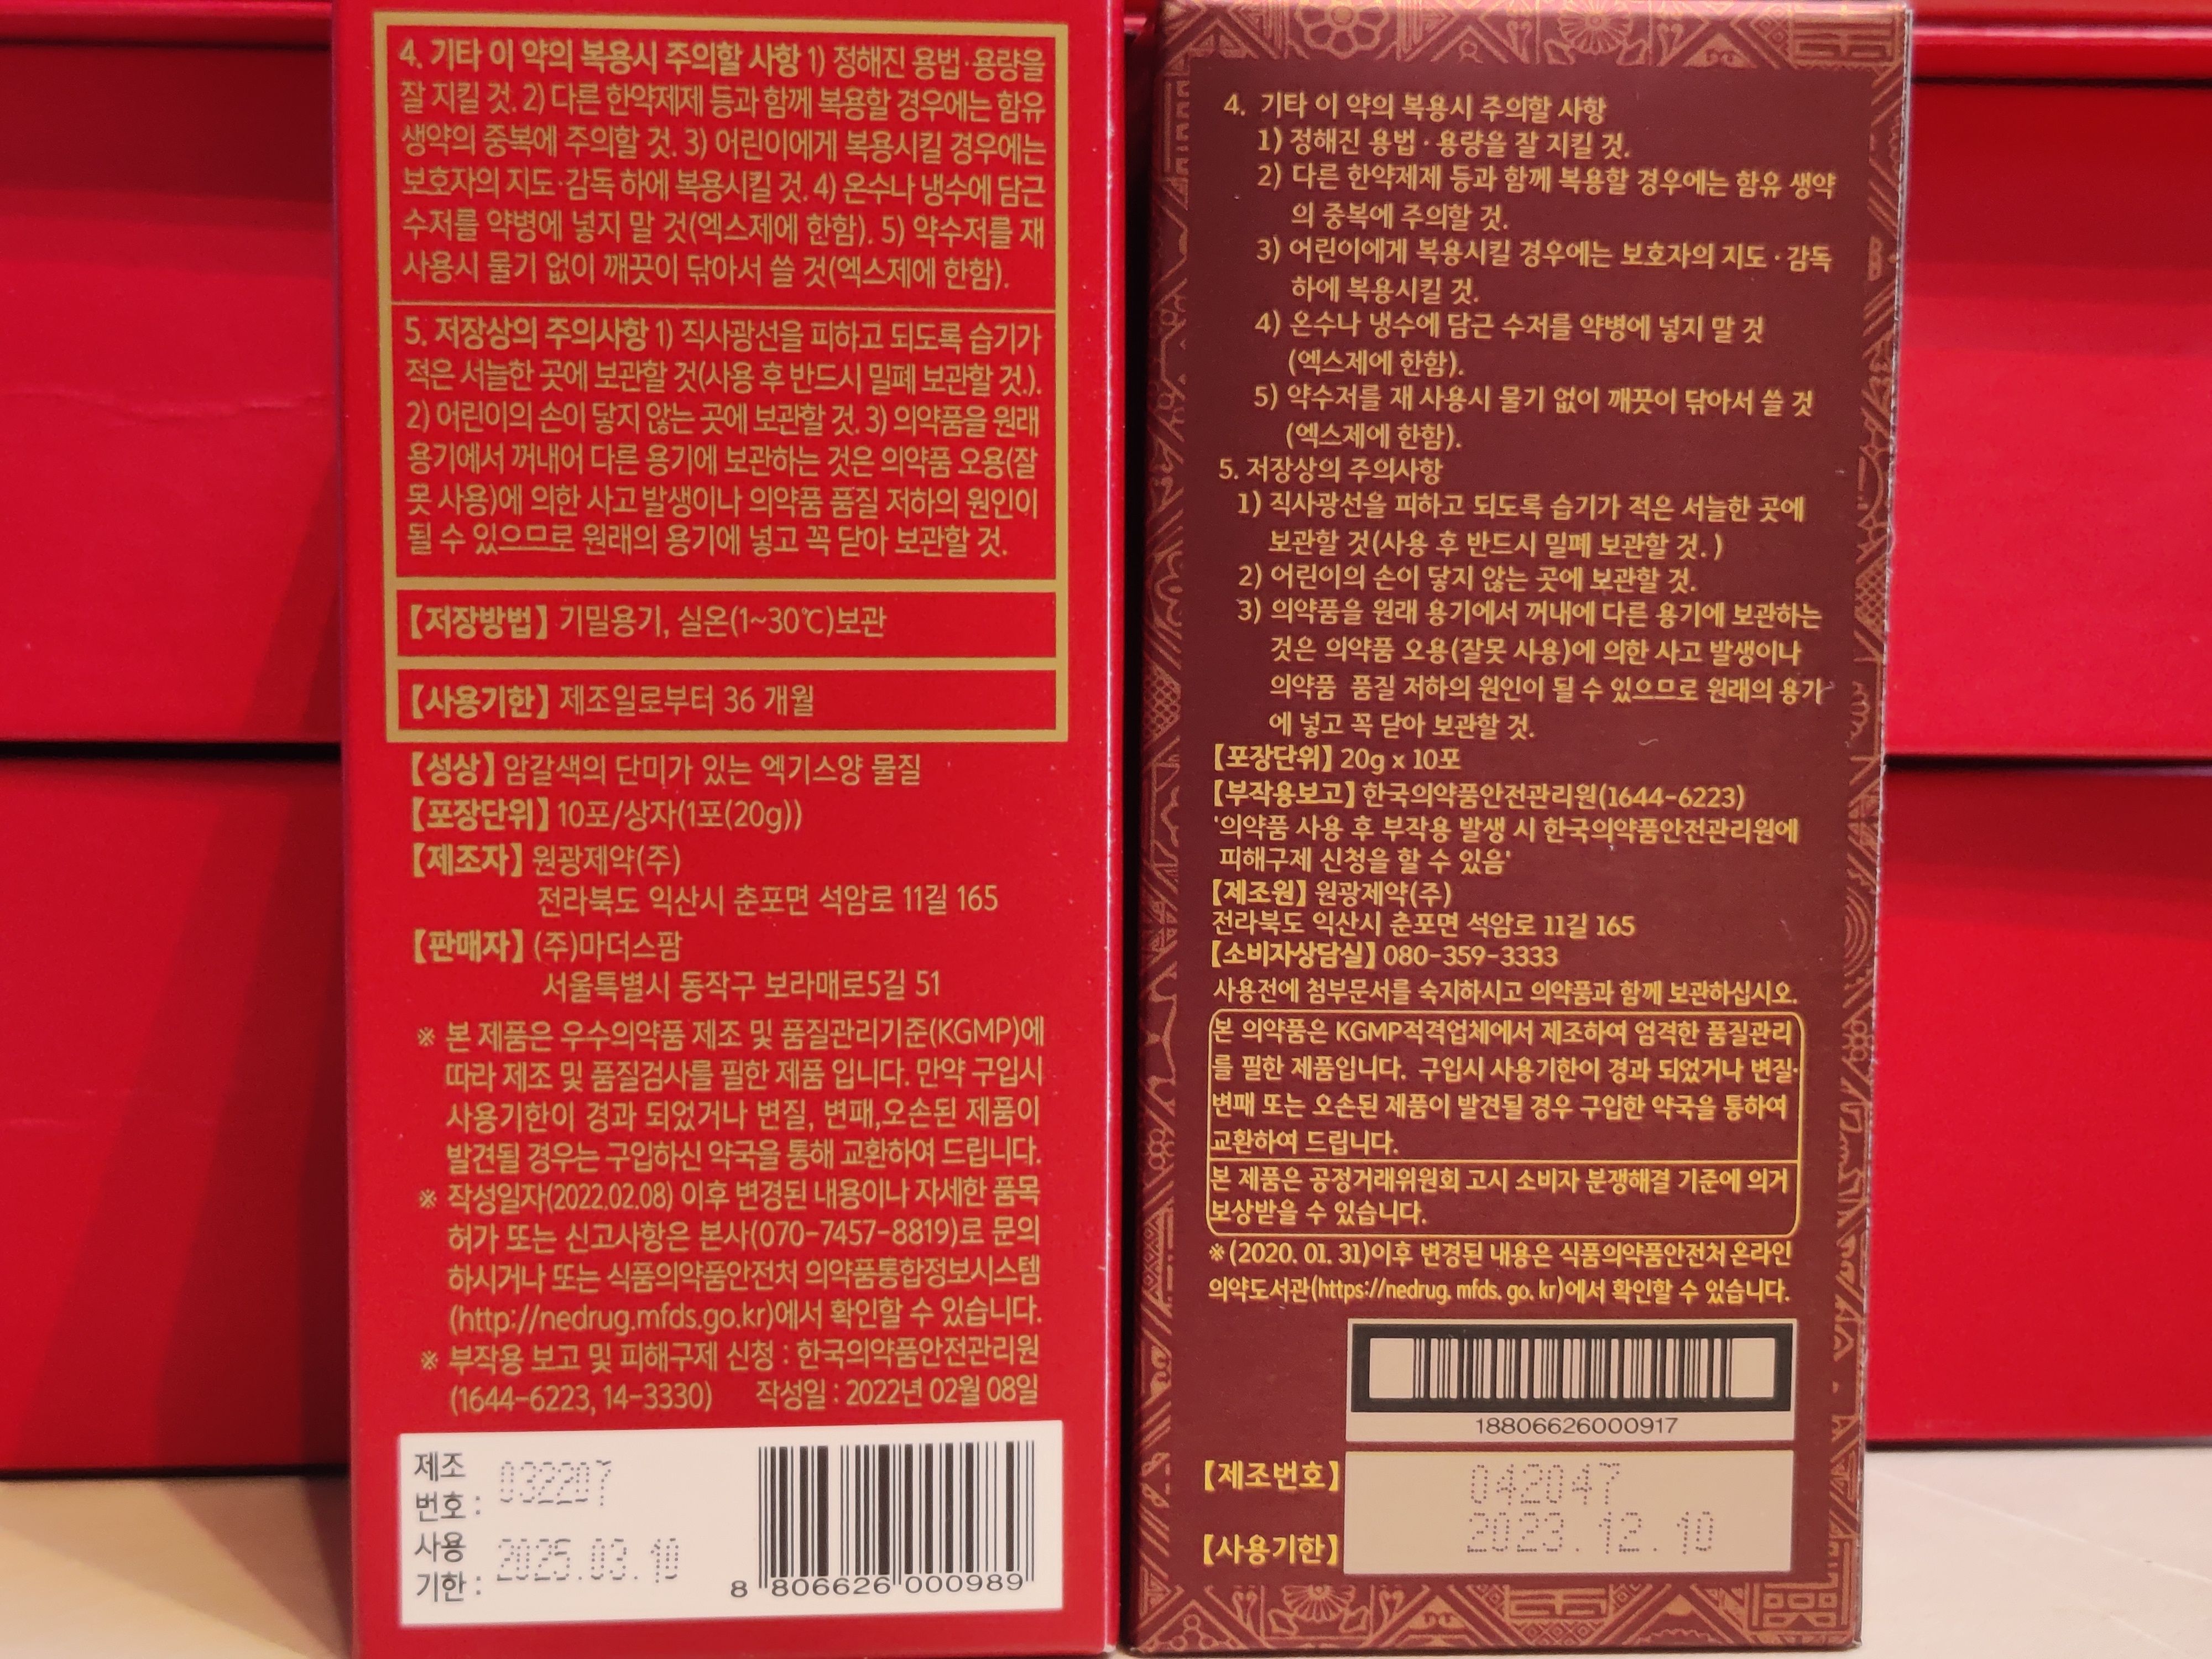 4. 기타 이 약의 복용시 주의할 사항 1) 정해진 용법·용량을
잘 지킬 것. 2) 다른 한약제제 등과 함께 복용할 경우에는 함유
생약의 중복에 주의할 것. 3) 어린이에게 복용시킬 경우에는
보호자의 지도·감독 하에 복용시킬 것. 4) 온수나 냉수에 담근
수저를 약병에 넣지 말 것(엑스제에 한함). 5) 약수저를 재
사용시 물기 없이 깨끗이 닦아서 쓸 것(엑스제에 한함).
5. 저장상의 주의사항 1) 직사광선을 피하고 되도록 습기가
적은 서늘한 곳에 보관할 것(사용 후 반드시 밀폐 보관할 것.).
2) 어린이의 손이 닿지 않는 곳에 보관할 것. 3) 의약품을 원래
용기에서 꺼내어 다른 용기에 보관하는 것은 의약품 오용(잘
못 사용)에 의한 사고 발생이나 의약품 품질 저하의 원인이
될 수 있으므로 원래의 용기에 넣고 꼭 닫아 보관할 것.
【저장방법】 기밀용기, 실온(1~30℃)보관
【사용기한】 제조일로부터 36 개월
【성상】 암갈색의 단미가 있는 엑기스양 물질
【포장단위】 10포/상자(1포(20g))
【제조자】 원광제약(주)
전라북도 익산시 춘포면 석암로 11길 165
【판매자】 (주)마더스팜
서울특별시 동작구 보라매로5길 51
※ 본 제품은 우수의약품 제조 및 품질관리기준(KGMP)에
따라 제조 및 품질검사를 필한 제품 입니다. 만약 구입시
사용기한이 경과 되었거나 변질, 변패,오손된 제품이
발견될 경우는 구입하신 약국을 통해 교환하여 드립니다.
※ 작성일자(2022.02.08) 이후 변경된 내용이나 자세한 품목
허가 또는 신고사항은 본사(070-7457-8819)로 문의
하시거나 또는 식품의약품안전처 의약품통합정보시스템
(http://nedrug.mfds.go.kr)에서 확인할 수 있습니다.
※ 부작용 보고 및 피해구제 신청 : 한국의약품안전관리원
(1644-6223, 14-3330) 작성일 : 2022년 02월 08일
제조
번호 : 032207
사용
기한 : 2025.03.10
8 806626 000989
4. 기타 이 약의 복용시 주의할 사항
1) 정해진 용법·용량을 잘 지킬 것.
2) 다른 한약제제 등과 함께 복용할 경우에는 함유 생약
의 중복에 주의할 것.
3) 어린이에게 복용시킬 경우에는 보호자의 지도·감독
하에 복용시킬 것.
4) 온수나 냉수에 담근 수저를 약병에 넣지 말 것
(엑스제에 한함).
5) 약수저를 재 사용시 물기 없이 깨끗이 닦아서 쓸 것
(엑스제에 한함).
5. 저장상의 주의사항
1) 직사광선을 피하고 되도록 습기가 적은 서늘한 곳에
보관할 것(사용 후 반드시 밀폐 보관할 것. )
2) 어린이의 손이 닿지 않는 곳에 보관할 것.
3) 의약품을 원래 용기에서 꺼내에 다른 용기에 보관하는
것은 의약품 오용(잘못 사용)에 의한 사고 발생이나
의약품 품질 저하의 원인이 될 수 있으므로 원래의 용기
에 넣고 꼭 닫아 보관할 것.
【포장단위】 20g x 10포
【부작용보고】 한국의약품안전관리원(1644-6223)
'의약품 사용 후 부작용 발생 시 한국의약품안전관리원에
피해구제 신청을 할 수 있음'
【제조원】 원광제약(주)
전라북도 익산시 춘포면 석암로 11길 165
【소비자상담실】 080-359-3333
사용전에 첨부문서를 숙지하시고 의약품과 함께 보관하십시오.
본 의약품은 KGMP적격업체에서 제조하여 엄격한 품질관리
를 필한 제품입니다. 구입시 사용기한이 경과 되었거나 변질·
변패 또는 오손된 제품이 발견될 경우 구입한 약국을 통하여
교환하여 드립니다.
본 제품은 공정거래위원회 고시 소비자 분쟁해결 기준에 의거
보상받을 수 있습니다.
※(2020. 01. 31)이후 변경된 내용은 식품의약품안전처 온라인
의약도서관(https://nedrug. mfds. go. kr)에서 확인할 수 있습니다.
18806626000917
【제조번호】 042047
【사용기한】 2023.12.10